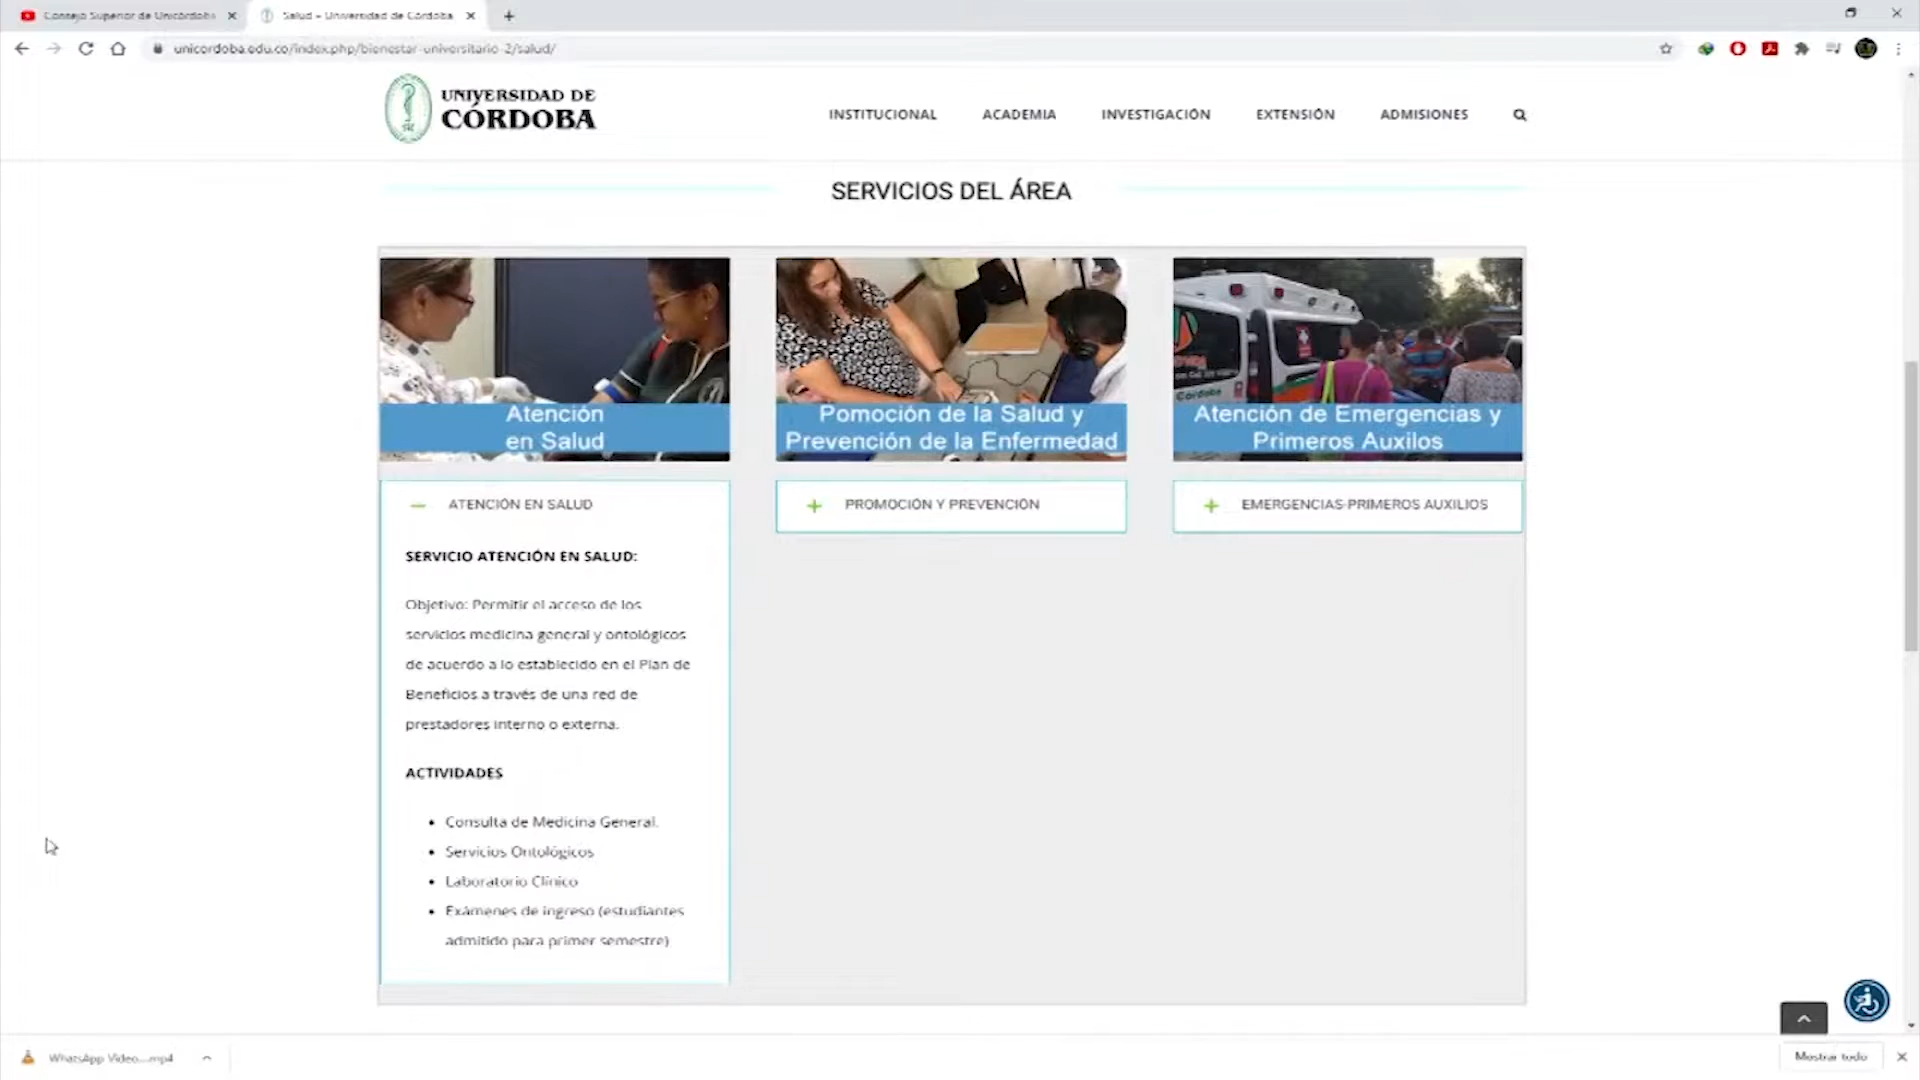 Consejo Superior de Unicórdoba
Salud – Universidad de Córdoba
unicordoba.edu.co/index.php/bienestar-universitario-2/salud/
UNIVERSIDAD DE
CÓRDOBA
INSTITUCIONAL
ACADEMIA
INVESTIGACIÓN
EXTENSIÓN
ADMISIONES
SERVICIOS DEL ÁREA
Atención
en Salud
Pomoción de la Salud y
Prevención de la Enfermedad
Atención de Emergencias y
Primeros Auxilos
ATENCIÓN EN SALUD
PROMOCIÓN Y PREVENCIÓN
EMERGENCIAS-PRIMEROS AUXILIOS
SERVICIO ATENCIÓN EN SALUD:
Objetivo: Permitir el acceso de los
servicios medicina general y ontológicos
de acuerdo a lo establecido en el Plan de
Beneficios a través de una red de
prestadores interno o externa.
ACTIVIDADES
• Consulta de Medicina General.
• Servicios Ontológicos
• Laboratorio Clínico
• Exámenes de ingreso (estudiantes
admitido para primer semestre)
WhatsApp Video....mp4
Mostrar todo